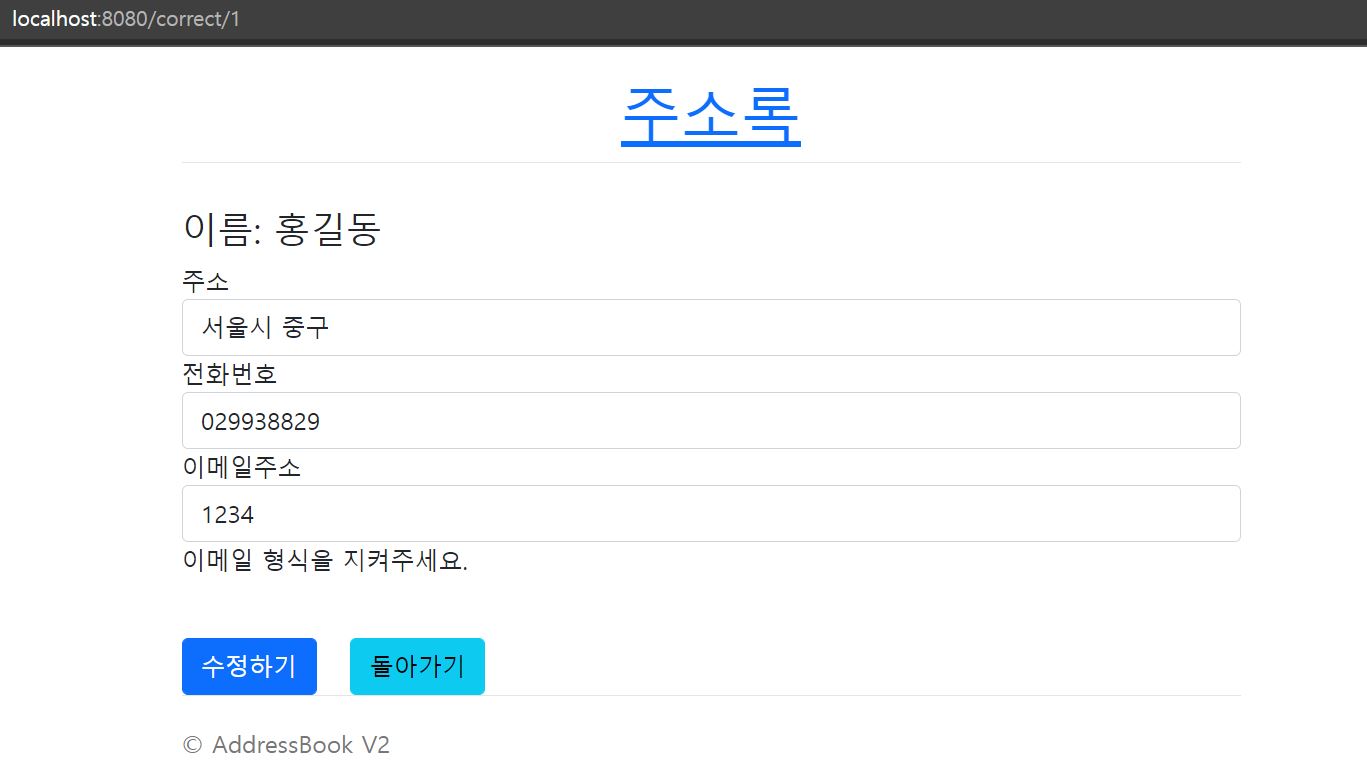 localhost:8080/correct/1
주소록
이름: 홍길동
주소
서울시 중구
전화번호
029938829
이메일주소
1234
이메일 형식을 지켜주세요.
수정하기 돌아가기
© AddressBook V2